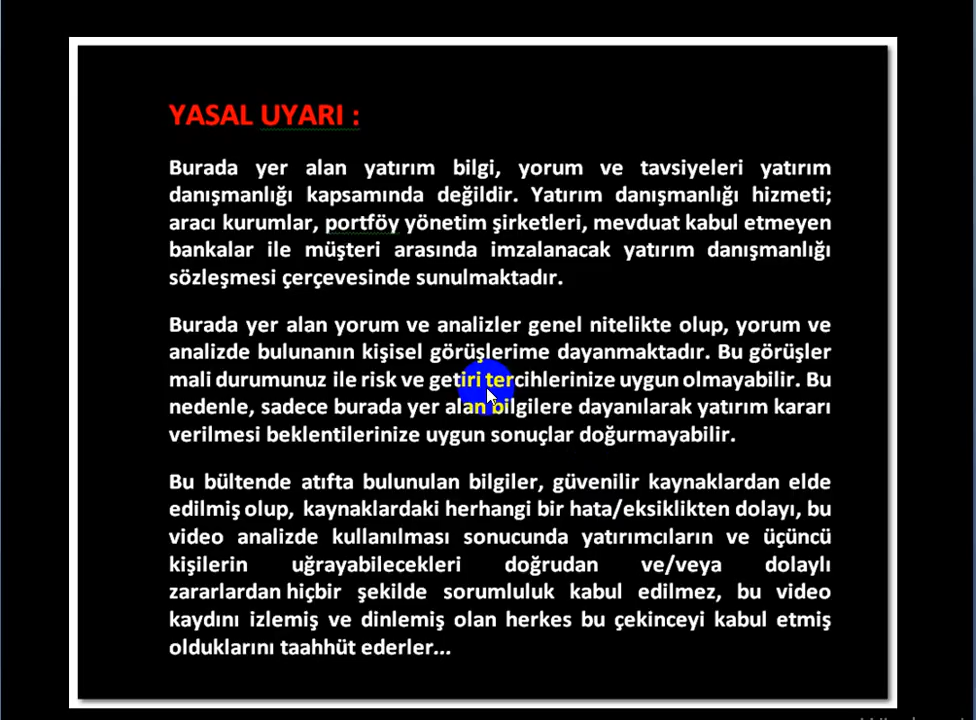 YASAL UYARI :
Burada yer alan yatırım bilgi, yorum ve tavsiyeleri yatırım
danışmanlığı kapsamında değildir. Yatırım danışmanlığı hizmeti;
aracı kurumlar, portföy yönetim şirketleri, mevduat kabul etmeyen
bankalar ile müşteri arasında imzalanacak yatırım danışmanlığı
sözleşmesi çerçevesinde sunulmaktadır.
Burada yer alan yorum ve analizler genel nitelikte olup, yorum ve
analizde bulunanın kişisel görüşlerime dayanmaktadır. Bu görüşler
mali durumunuz ile risk ve getiri tercihlerinize uygun olmayabilir. Bu
nedenle, sadece burada yer alan bilgilere dayanılarak yatırım kararı
verilmesi beklentilerinize uygun sonuçlar doğurmayabilir.
Bu bültende atıfta bulunulan bilgiler, güvenilir kaynaklardan elde
edilmiş olup, kaynaklardaki herhangi bir hata/eksiklikten dolayı, bu
video analizde kullanılması sonucunda yatırımcıların ve üçüncü
kişilerin uğrayabilecekleri doğrudan ve/veya dolaylı
zararlardan hiçbir şekilde sorumluluk kabul edilmez, bu video
kaydını izlemiş ve dinlemiş olan herkes bu çekinceyi kabul etmiş
olduklarını taahhüt ederler...